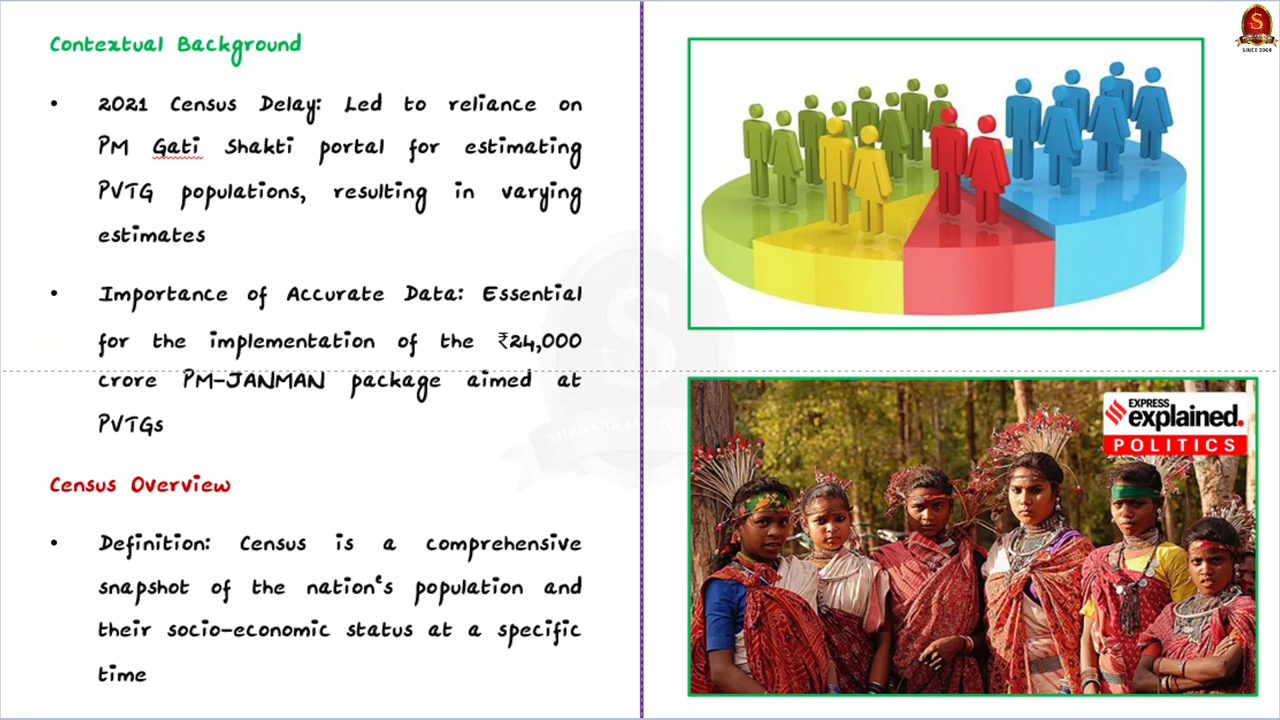 Contextual Background
• 2021 Census Delay: Led to reliance on
PM Gati Shakti portal for estimating
PVTG populations, resulting in varying
estimates
• Importance of Accurate Data: Essential
for the implementation of the ₹24,000
crore PM-JANMAN package aimed at
PVTGs
Census Overview
• Definition: Census is a comprehensive
snapshot of the nation's population and
their socio-economic status at a specific
time
S
SINCE 2004
EXPRESS
explained.
POLITICS